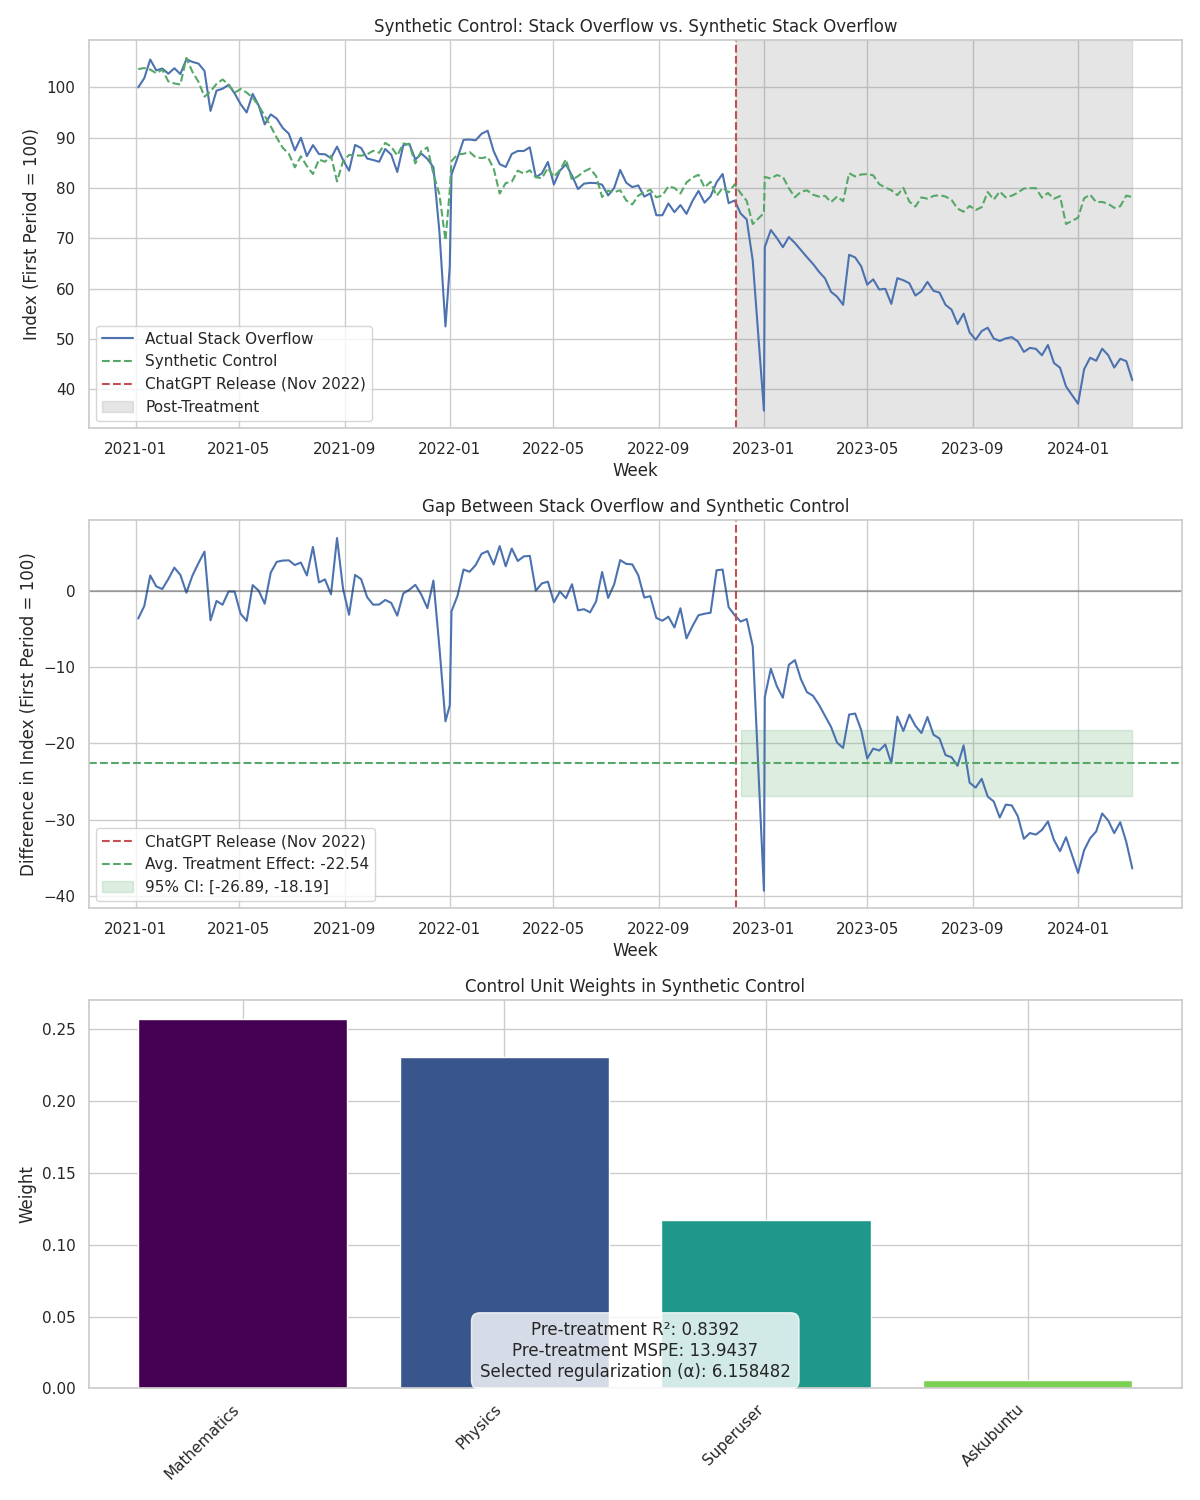 Synthetic Control: Stack Overflow vs. Synthetic Stack Overflow
Index (First Period = 100)
100
90
80
70
60
50
40
Actual Stack Overflow
Synthetic Control
ChatGPT Release (Nov 2022)
Post-Treatment
2021-01 2021-05 2021-09 2022-01 2022-05 2022-09 2023-01 2023-05 2023-09 2024-01
Week
Gap Between Stack Overflow and Synthetic Control
Difference in Index (First Period = 100)
0
−10
−20
−30
−40
ChatGPT Release (Nov 2022)
Avg. Treatment Effect: -22.54
95% CI: [-26.89, -18.19]
2021-01 2021-05 2021-09 2022-01 2022-05 2022-09 2023-01 2023-05 2023-09 2024-01
Week
Control Unit Weights in Synthetic Control
Weight
0.25
0.20
0.15
0.10
0.05
0.00
Pre-treatment R²: 0.8392
Pre-treatment MSPE: 13.9437
Selected regularization (α): 6.158482
Mathematics
Physics
Superuser
Askubuntu